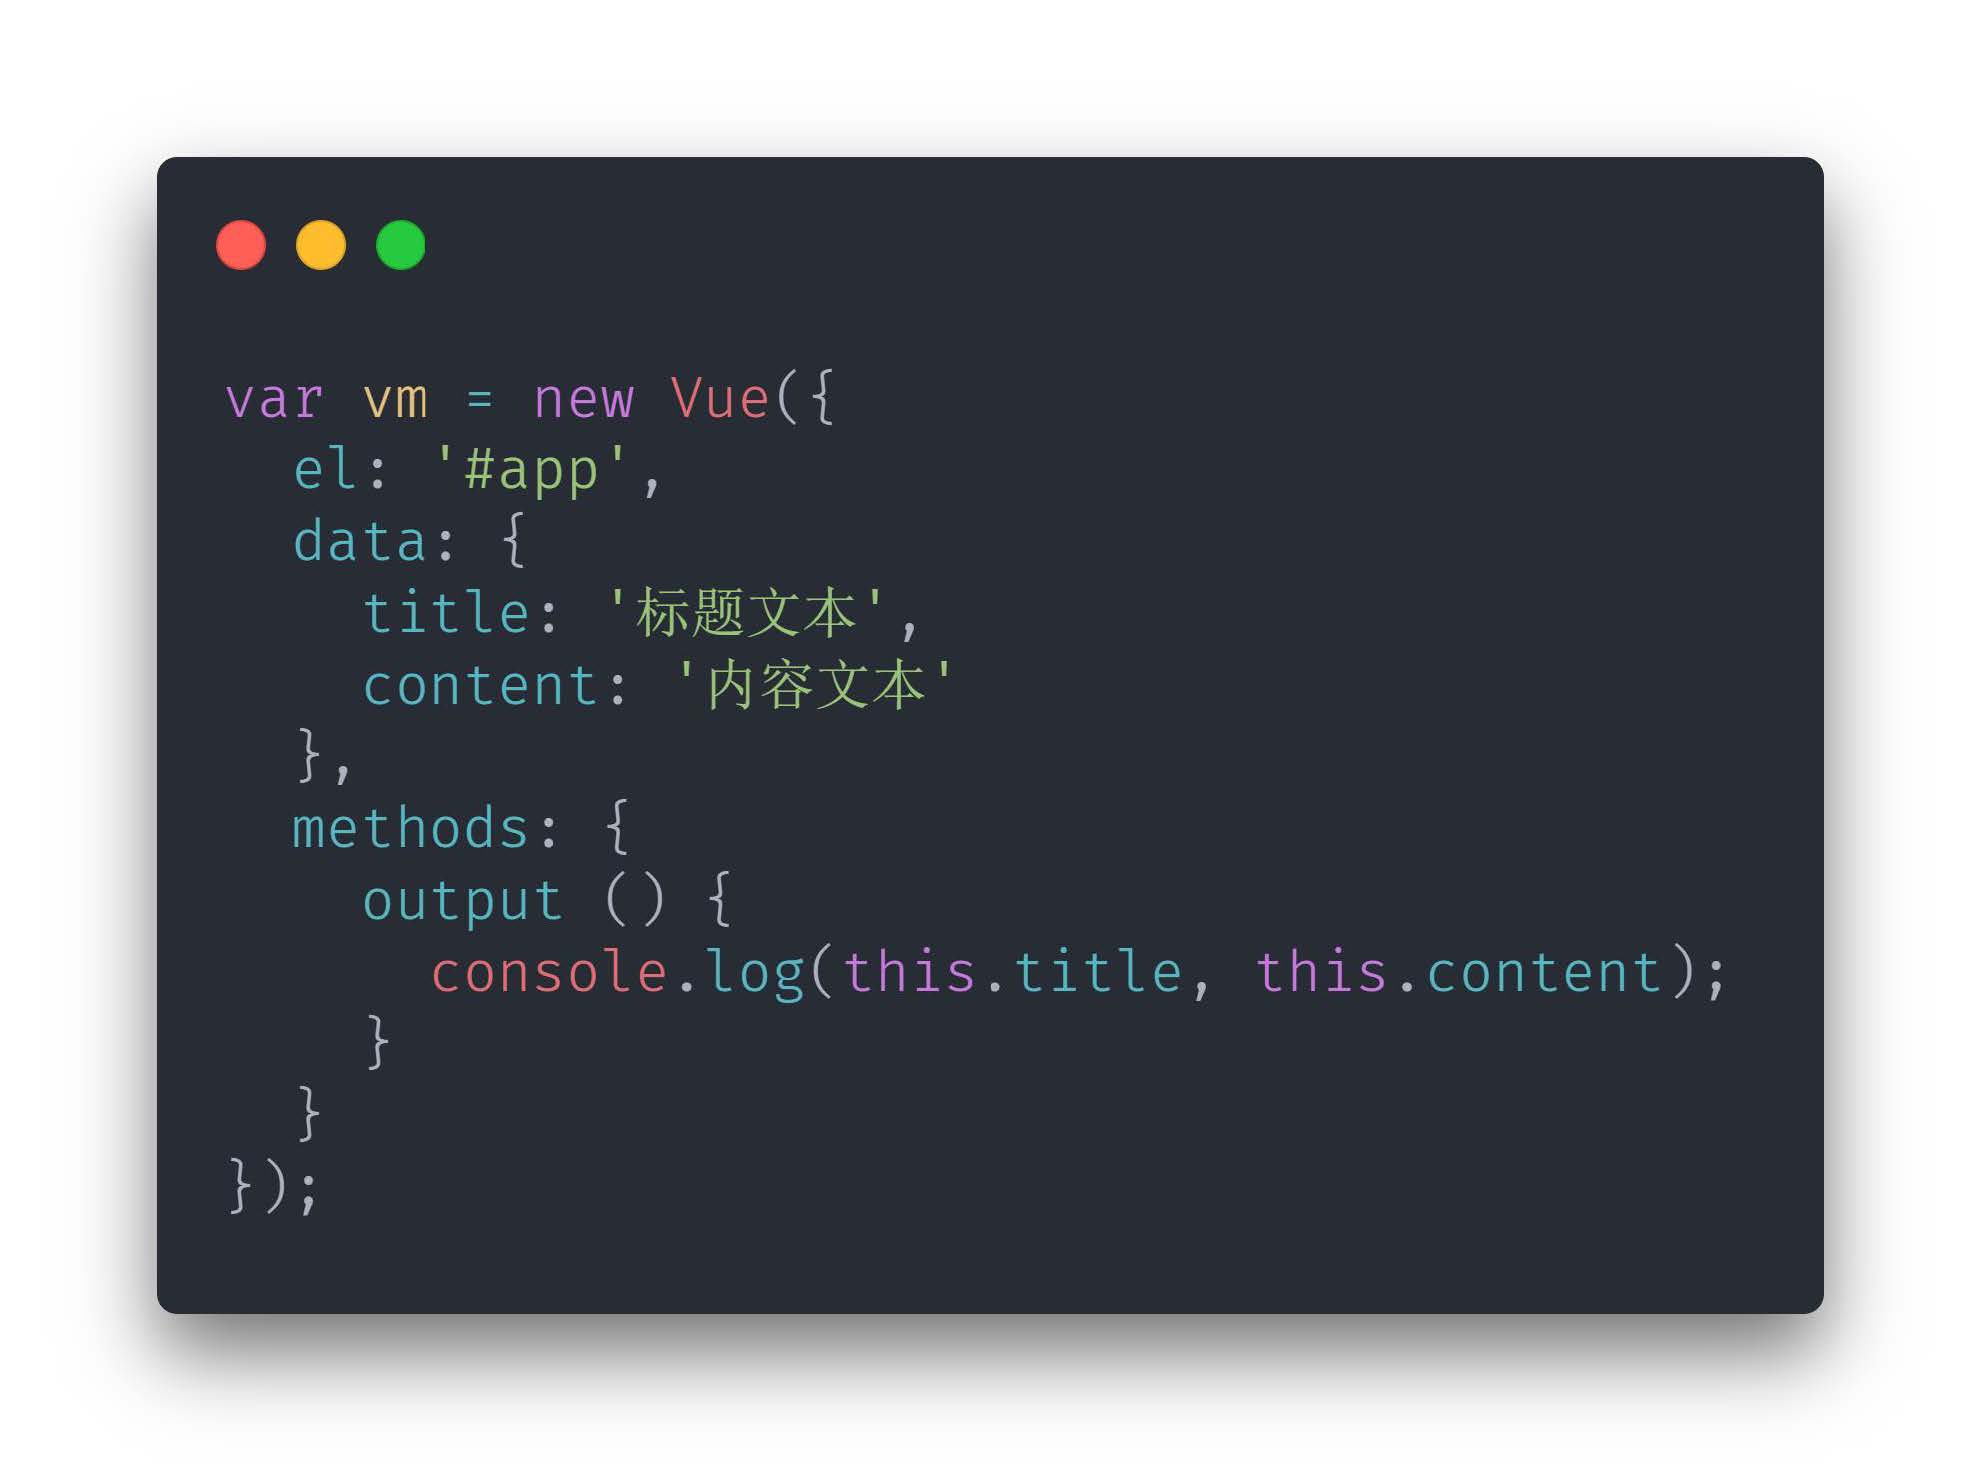 var vm = new Vue({
  el: '#app',
  data: {
    title: '标题文本',
    content: '内容文本'
  },
  methods: {
    output () {
      console.log(this.title, this.content);
    }
  }
});